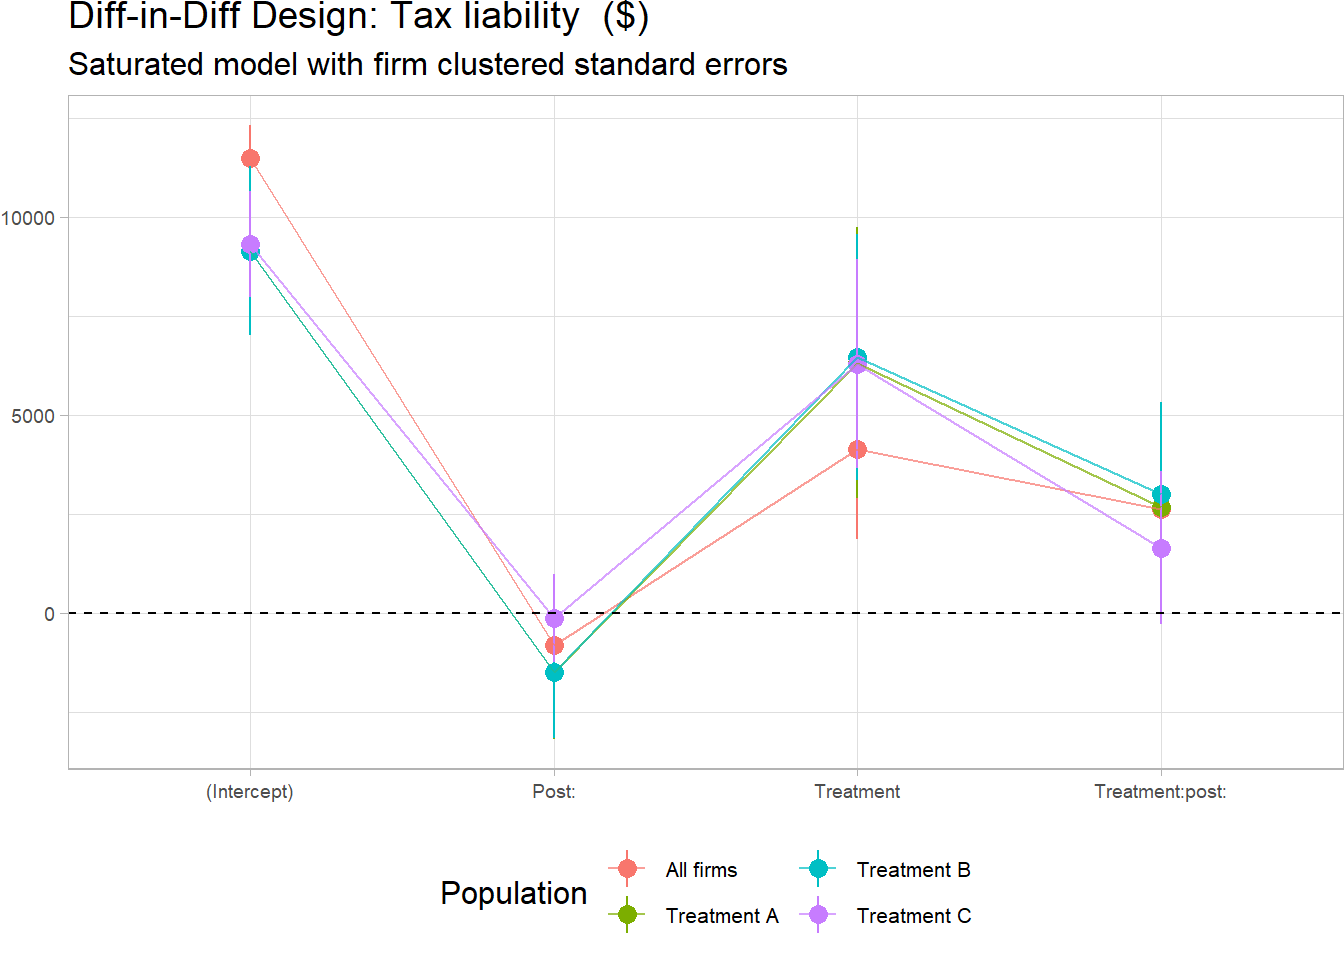 Diff-in-Diff Design: Tax liability  ($)
Saturated model with firm clustered standard errors
10000
5000
0
(Intercept)
Post:
Treatment
Treatment:post:
Population
All firms
Treatment A
Treatment B
Treatment C